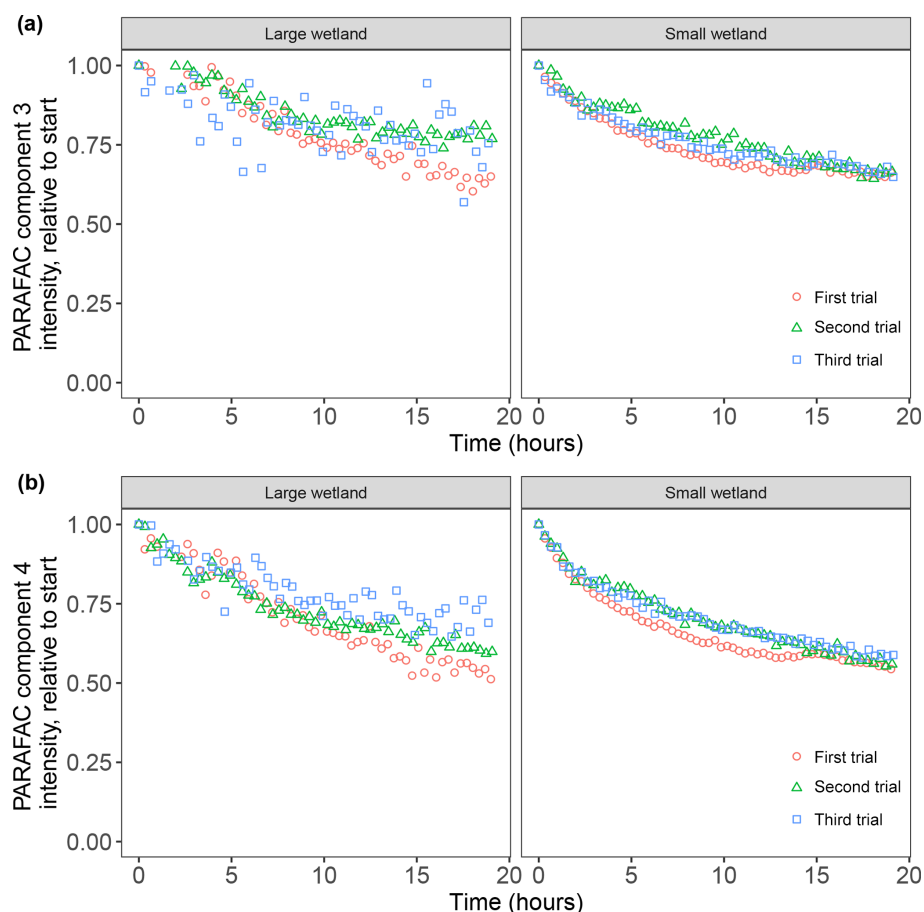 (a)
Large wetland
Small wetland
PARAFAC component 3
intensity, relative to start
1.00
0.75
0.50
0.25
0.00
First trial
Second trial
Third trial
0 5 10 15 20
0 5 10 15 20
Time (hours)
(b)
Large wetland
Small wetland
PARAFAC component 4
intensity, relative to start
1.00
0.75
0.50
0.25
0.00
First trial
Second trial
Third trial
0 5 10 15 20
0 5 10 15 20
Time (hours)